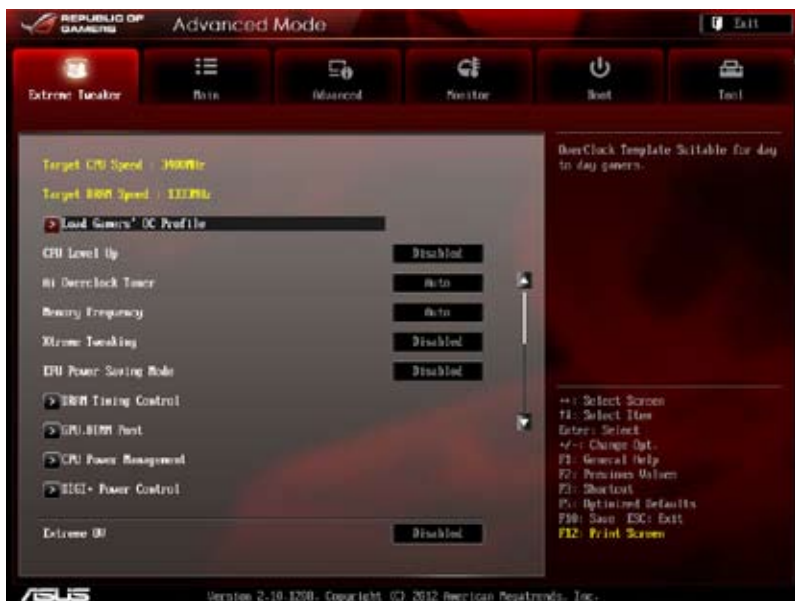 REPUBLIC OF GAMERS
Advanced Mode
Exit
Extreme Tweaker
Main
Advanced
Monitor
Boot
Tool
Target CPU Speed : 3400MHz
Target DRAM Speed : 1333MHz
Load Gamers' OC Profile
CPU Level Up Disabled
Ai Overclock Tuner Auto
Memory Frequency Auto
Xtreme Tweaking Disabled
EPU Power Saving Mode Disabled
DRAM Timing Control
GPU.DIMM Post
CPU Power Management
DIGI+ Power Control
Extreme OV Disabled
OverClock Template Suitable for day
to day gamers.
↔: Select Screen
↑↓: Select Item
Enter: Select
+/-: Change Opt.
F1: General Help
F2: Previous Values
F3: Shortcut
F5: Optimized Defaults
F10: Save ESC: Exit
F12: Print Screen
ASUS
Version 2.10.1208. Copyright (C) 2012 American Megatrends, Inc.